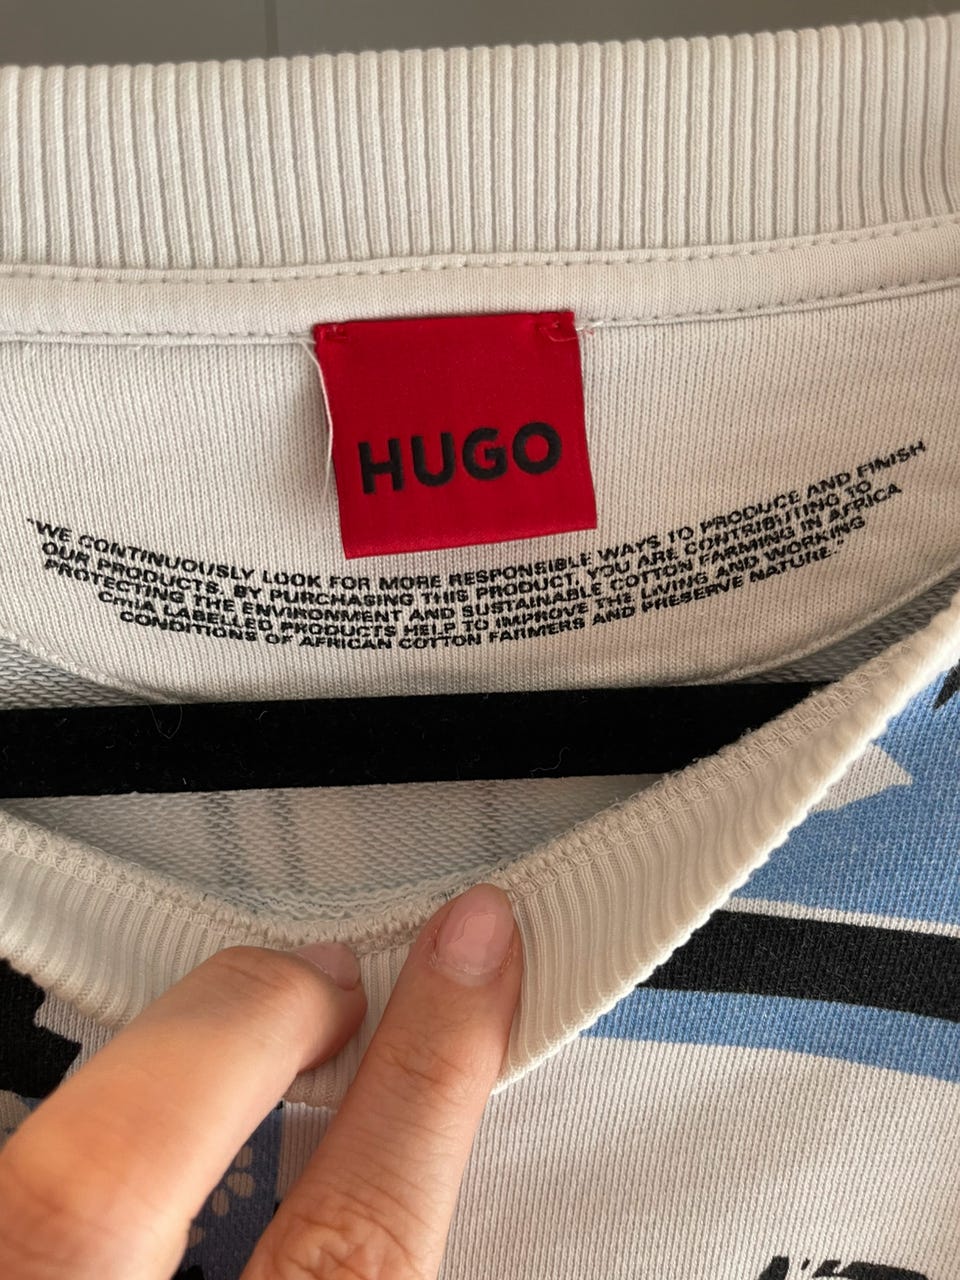 HUGO
"WE CONTINUOUSLY LOOK FOR MORE RESPONSIBLE WAYS TO PRODUCE AND FINISH
OUR PRODUCTS. BY PURCHASING THIS PRODUCT, YOU ARE CONTRIBUTING TO
PROTECTING THE ENVIRONMENT AND SUSTAINABLE COTTON FARMING IN AFRICA
CMIA LABELLED PRODUCTS HELP TO IMPROVE THE LIVING AND WORKING
CONDITIONS OF AFRICAN COTTON FARMERS AND PRESERVE NATURE."